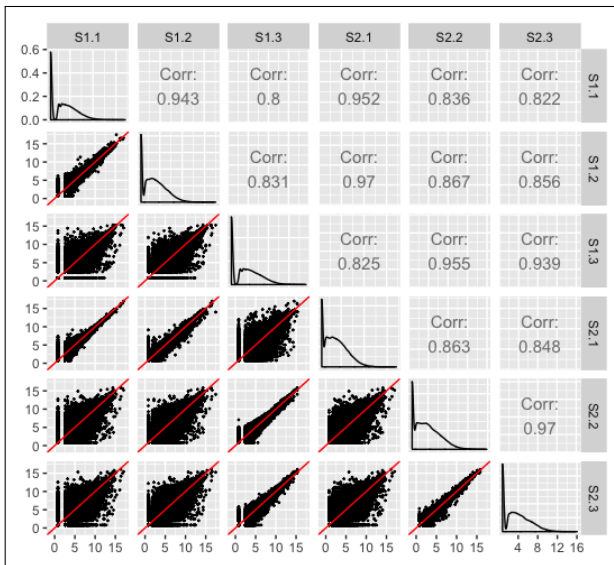 S1.1 S1.2 S1.3 S2.1 S2.2 S2.3
0.6
0.4
0.2
0.0
Corr:
0.943
Corr:
0.8
Corr:
0.952
Corr:
0.836
Corr:
0.822
S1.1
15
10
5
0
Corr:
0.831
Corr:
0.97
Corr:
0.867
Corr:
0.856
S1.2
15
10
5
0
Corr:
0.825
Corr:
0.955
Corr:
0.939
S1.3
15
10
5
0
Corr:
0.863
Corr:
0.848
S2.1
15
10
5
0
Corr:
0.97
S2.2
15
10
5
0
S2.3
0 5 10 15 0 5 10 15 0 5 10 15 0 5 10 15 0 5 10 15 4 8 12 16